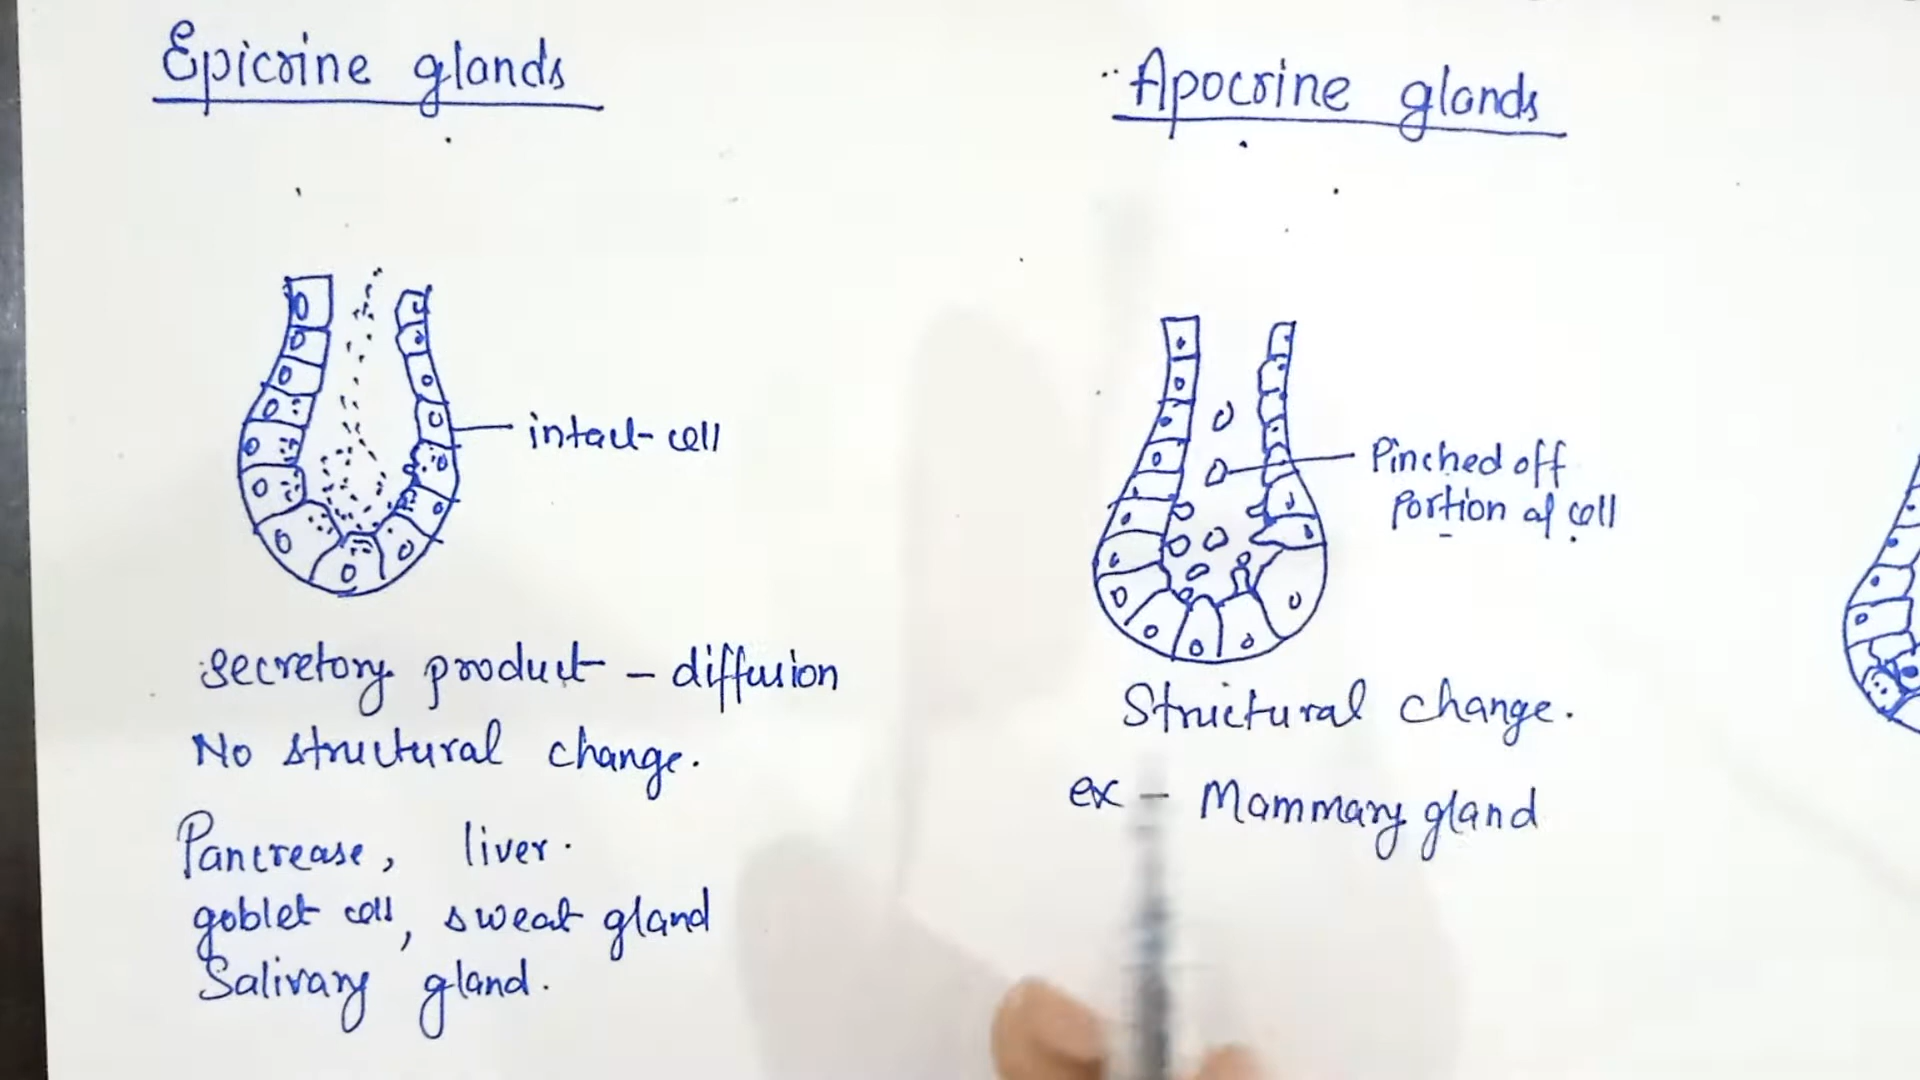 Epicrine glands
intact cell
secretory product - diffusion
No structural change.
Pancrease, liver.
goblet cell, sweat gland
Salivary gland.
Apocrine glands
Pinched off
portion of cell
Structural change.
ex - Mammary gland